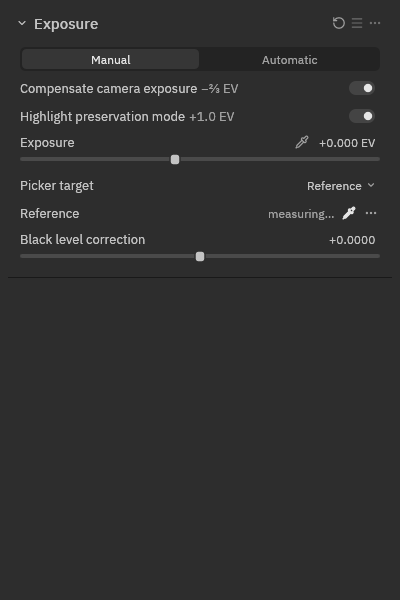 Exposure
Manual Automatic
Compensate camera exposure −⅔ EV
Highlight preservation mode +1.0 EV
Exposure +0.000 EV
Picker target Reference
Reference measuring...
Black level correction +0.0000